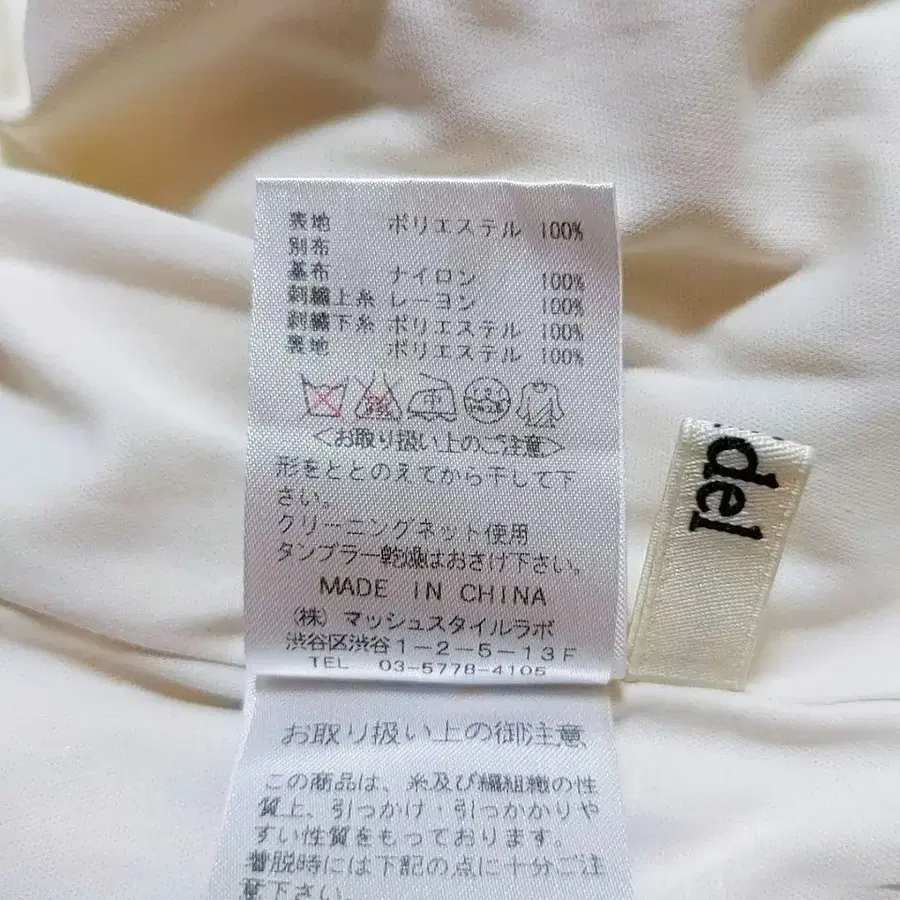 表地 ポリエステル 100%
別布
基布 ナイロン 100%
刺繍上糸 レーヨン 100%
刺繍下糸 ポリエステル 100%
裏地 ポリエステル 100%
<お取り扱い上のご注意>
形をととのえてから干して下
さい。
クリーニングネット使用
タンブラー乾燥はおさけ下さい。
MADE IN CHINA
(株) マッシュスタイルラボ
渋谷区渋谷1-2-5-13F
TEL 03-5778-4105
del
お取り扱い上の御注意
この商品は、糸及び編組織の性
質上、引っかけ・引っかかりや
すい性質をもっております。
着脱時には下記の点に十分ご注
意下さい。